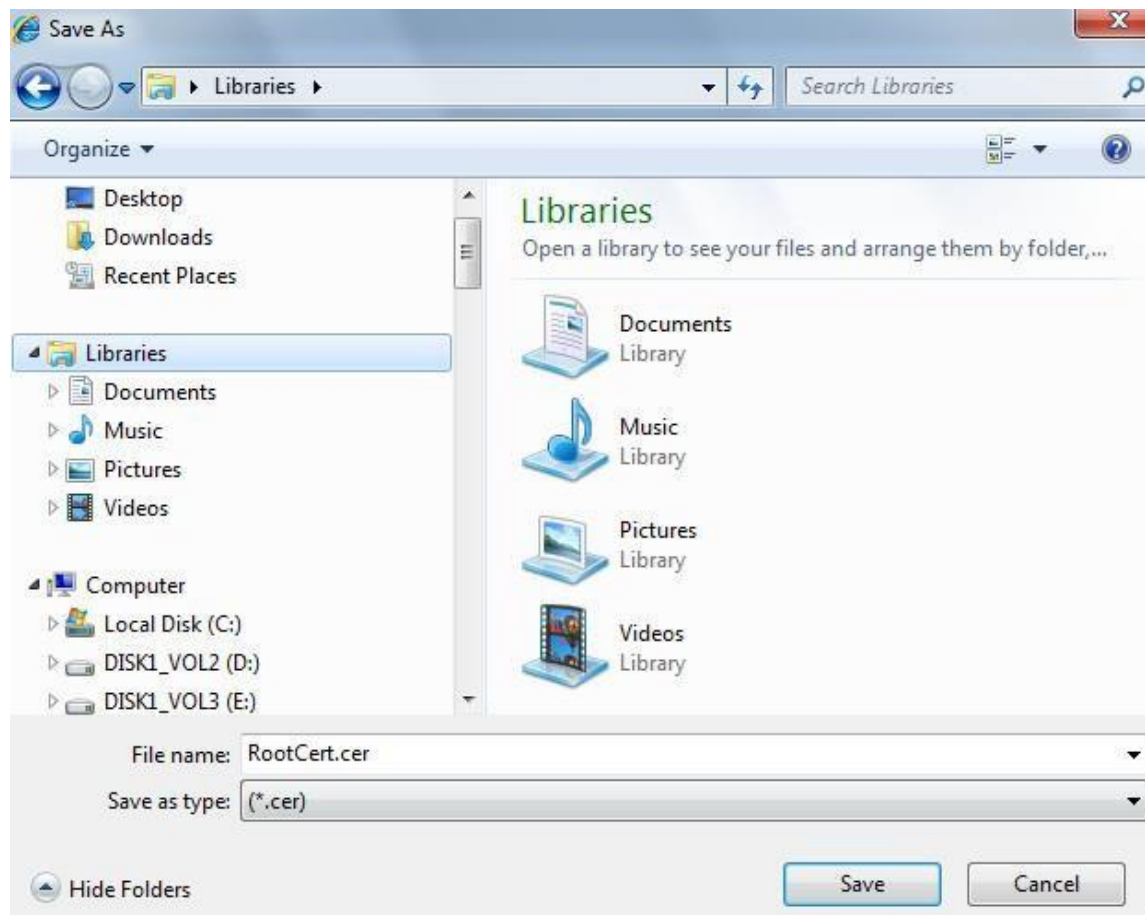 Save As
Libraries
Search Libraries
Organize
Desktop
Downloads
Recent Places
Libraries
Documents
Music
Pictures
Videos
Computer
Local Disk (C:)
DISK1_VOL2 (D:)
DISK1_VOL3 (E:)
Libraries
Open a library to see your files and arrange them by folder,...
Documents
Library
Music
Library
Pictures
Library
Videos
Library
File name: RootCert.cer
Save as type: (*.cer)
Hide Folders
Save
Cancel